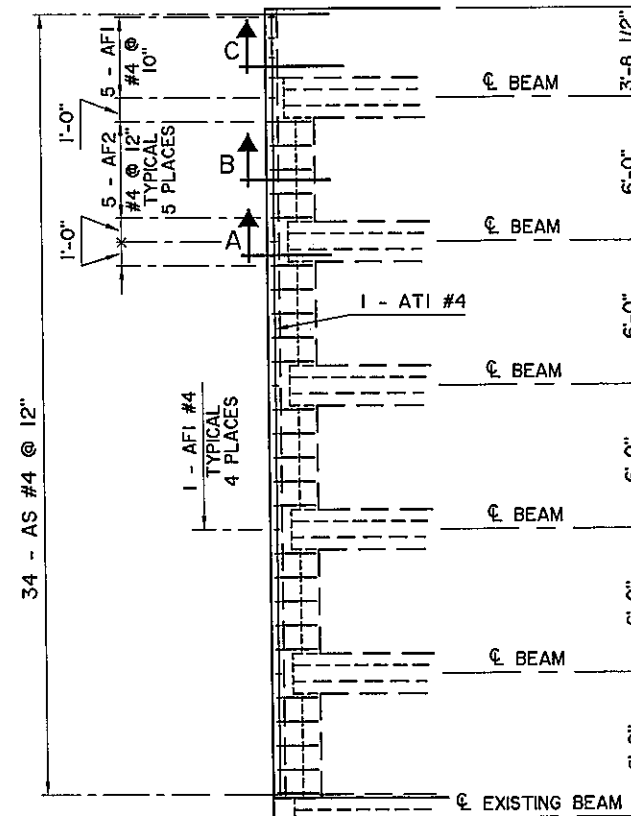 34 - AS #4 @ 12"
5 - AF1
#4 @
10"
1'-0"
5 - AF2
#4 @ 12"
TYPICAL
5 PLACES
1'-0"
C
B
A
1 - AT1 #4
1 - AF1 #4
TYPICAL
4 PLACES
℄ BEAM
℄ BEAM
℄ BEAM
℄ BEAM
℄ BEAM
℄ EXISTING BEAM
3'-8 1/2"
6'-0"
6'-0"